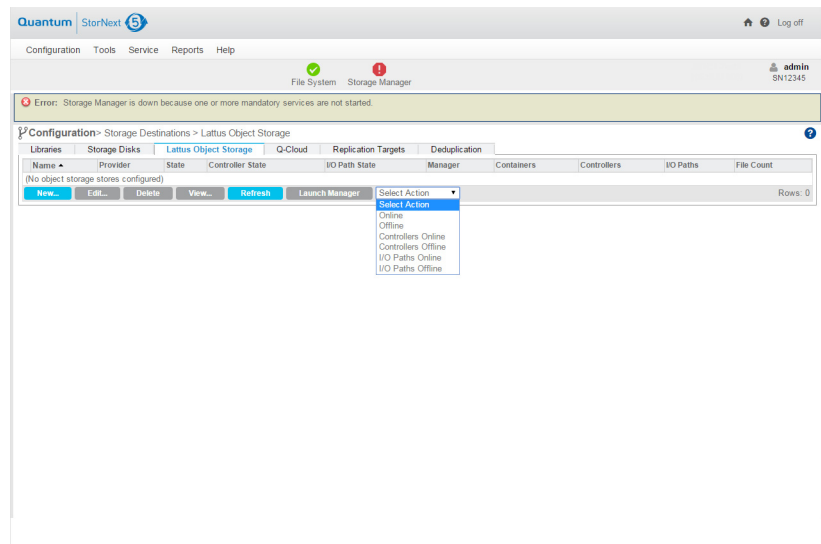 Quantum StorNext 5 Log off
Configuration Tools Service Reports Help
File System Storage Manager
admin
SN12345
Error: Storage Manager is down because one or more mandatory services are not started.
Configuration> Storage Destinations > Lattus Object Storage
Libraries Storage Disks Lattus Object Storage Q-Cloud Replication Targets Deduplication
Name Provider State Controller State I/O Path State Manager Containers Controllers I/O Paths File Count
(No object storage stores configured)
New... Edit... Delete View... Refresh Launch Manager Select Action Rows: 0
Select Action
Online
Offline
Controllers Online
Controllers Offline
I/O Paths Online
I/O Paths Offline